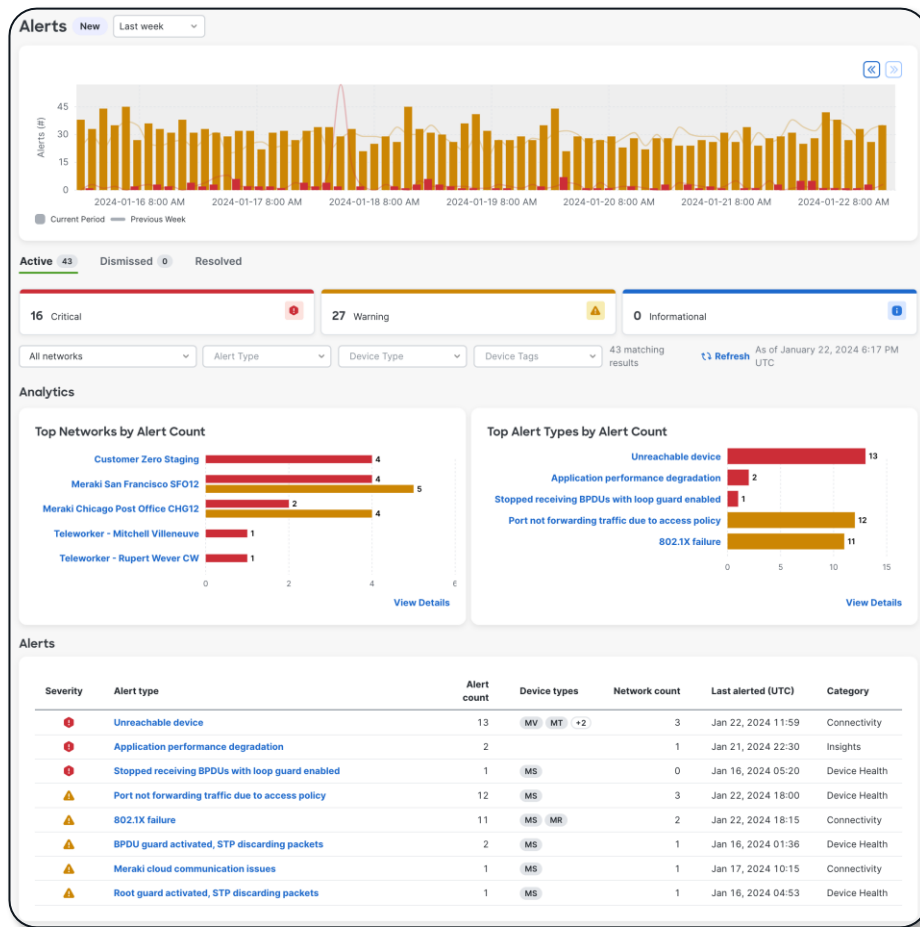 Alerts New Last week
45
30
15
0
Alerts (#)
2024-01-16 8:00 AM 2024-01-17 8:00 AM 2024-01-18 8:00 AM 2024-01-19 8:00 AM 2024-01-20 8:00 AM 2024-01-21 8:00 AM 2024-01-22 8:00 AM
Current Period Previous Week
Active 43 Dismissed 0 Resolved
16 Critical 27 Warning 0 Informational
All networks Alert Type Device Type Device Tags 43 matching results Refresh As of January 22, 2024 6:17 PM UTC
Analytics
Top Networks by Alert Count
Customer Zero Staging 4
Meraki San Francisco SFO12 4 5
Meraki Chicago Post Office CHG12 2 4
Teleworker - Mitchell Villeneuve 1
Teleworker - Rupert Wever CW 1
0 2 4 6
View Details
Top Alert Types by Alert Count
Unreachable device 13
Application performance degradation 2
Stopped receiving BPDUs with loop guard enabled 1
Port not forwarding traffic due to access policy 12
802.1X failure 11
0 5 10 15
View Details
Alerts
Severity Alert type Alert count Device types Network count Last alerted (UTC) Category
Unreachable device 13 MV MT +2 3 Jan 22, 2024 11:59 Connectivity
Application performance degradation 2 1 Jan 21, 2024 22:30 Insights
Stopped receiving BPDUs with loop guard enabled 1 MS 0 Jan 16, 2024 05:20 Device Health
Port not forwarding traffic due to access policy 12 MS 3 Jan 22, 2024 18:00 Device Health
802.1X failure 11 MS MR 2 Jan 22, 2024 18:15 Connectivity
BPDU guard activated, STP discarding packets 2 MS 1 Jan 16, 2024 01:36 Device Health
Meraki cloud communication issues 1 MS 1 Jan 17, 2024 10:15 Connectivity
Root guard activated, STP discarding packets 1 MS 1 Jan 16, 2024 04:53 Device Health